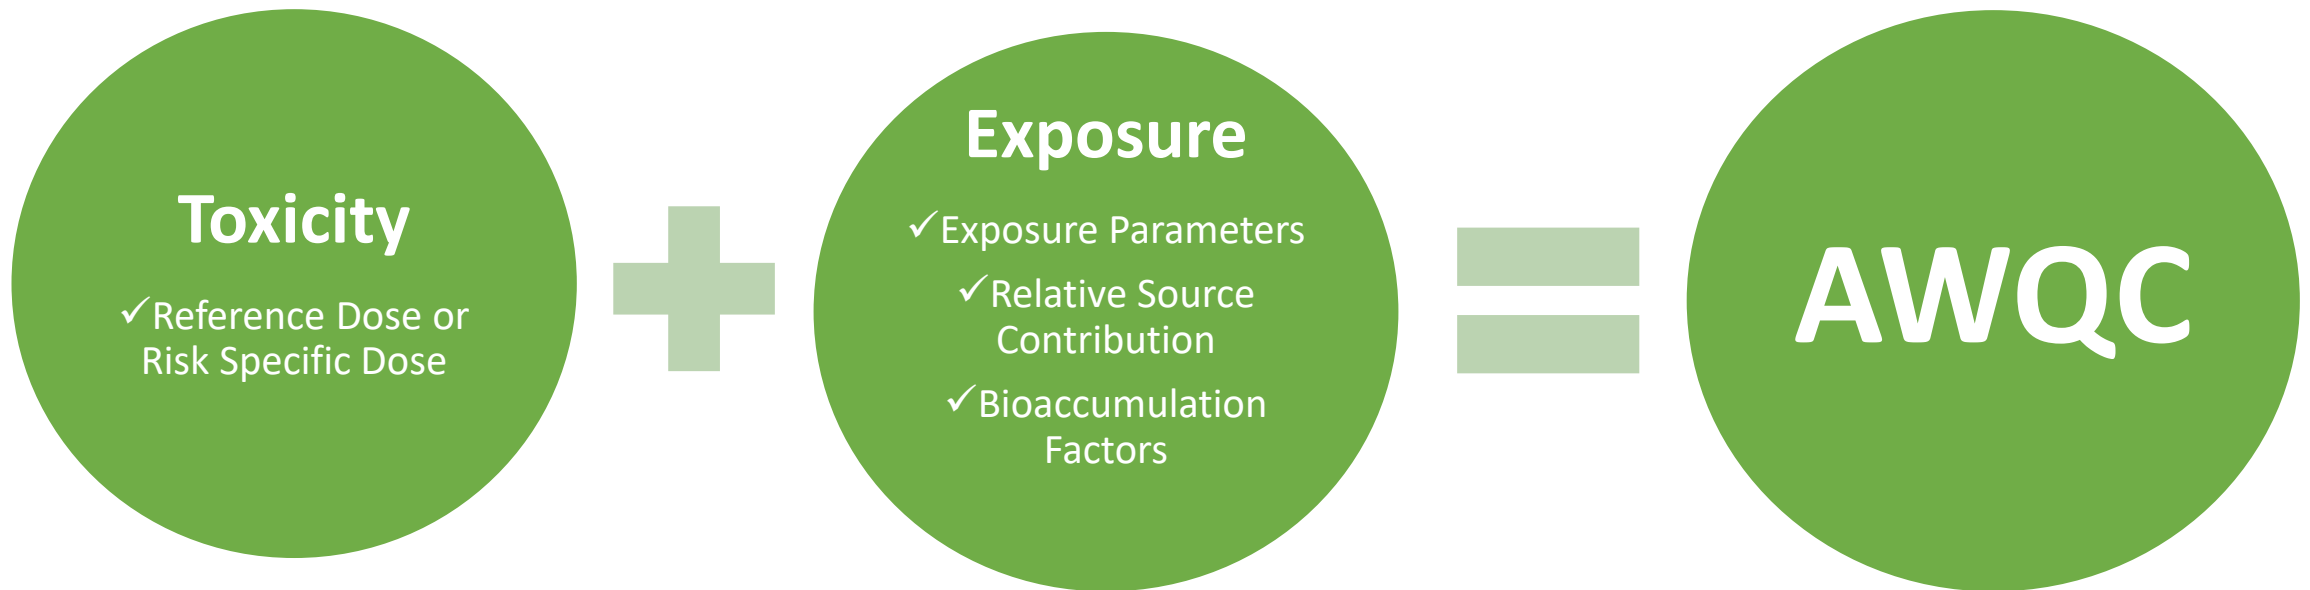 Toxicity
✓Reference Dose or
Risk Specific Dose
Exposure
✓Exposure Parameters
✓Relative Source
Contribution
✓Bioaccumulation
Factors
AWQC